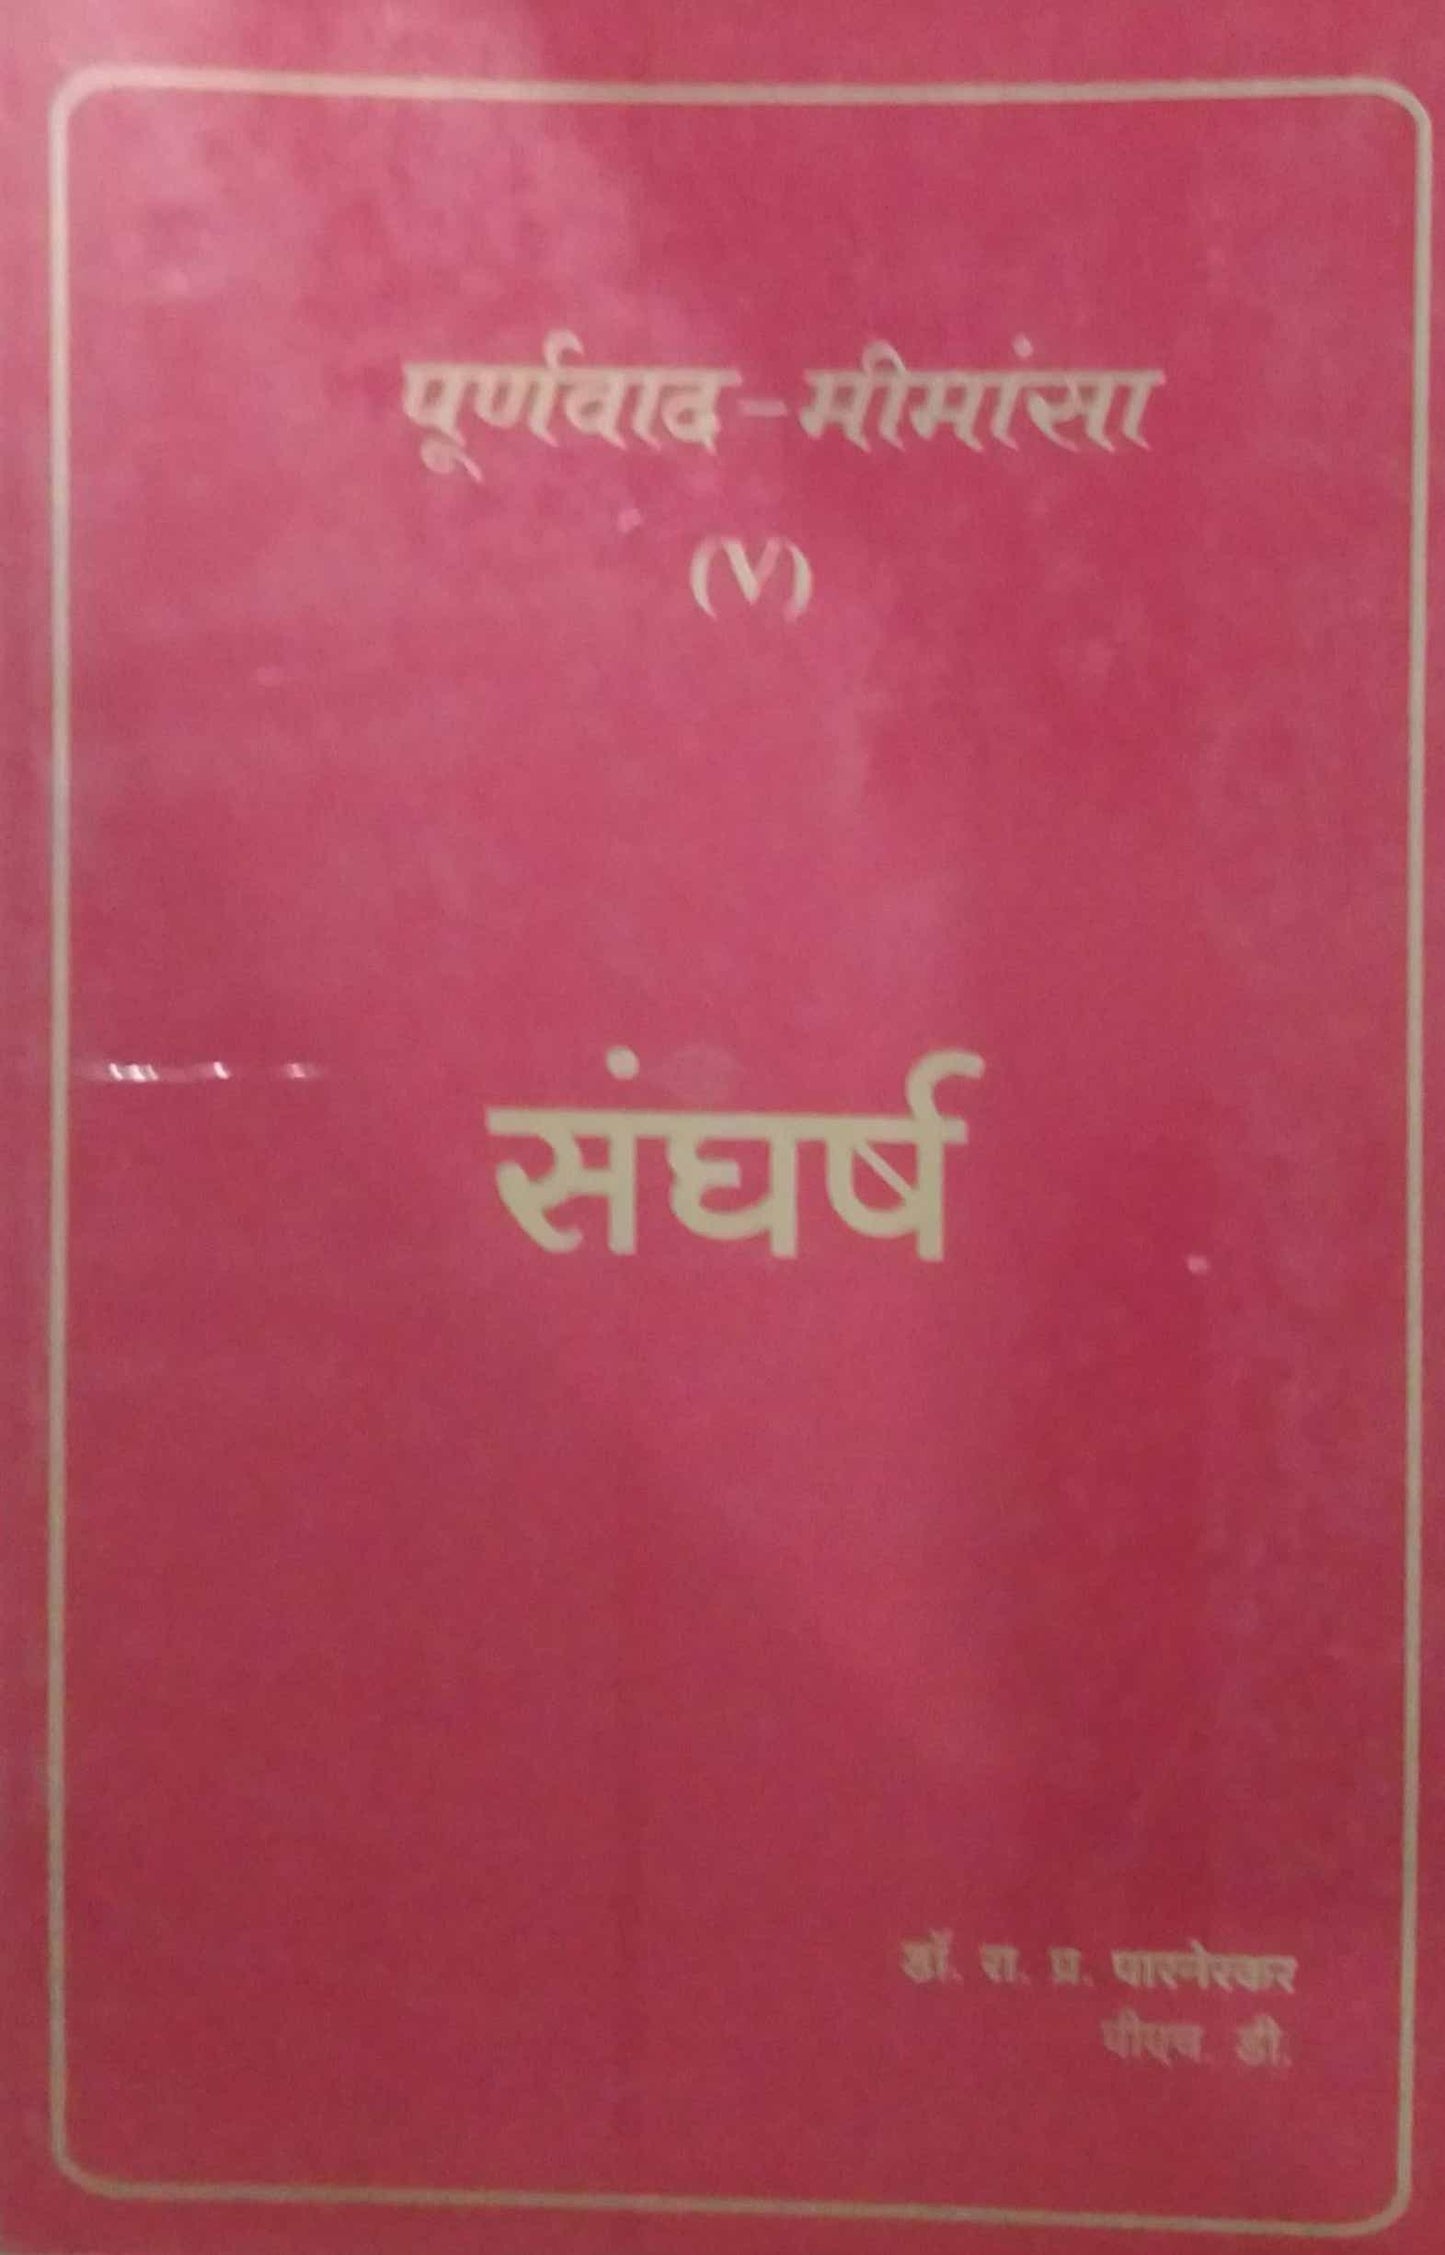 पूर्णवाद - मीमांसा
(V)
संघर्ष
डॉ. रा. प्र. पारनेरकर
पीएच. डी.